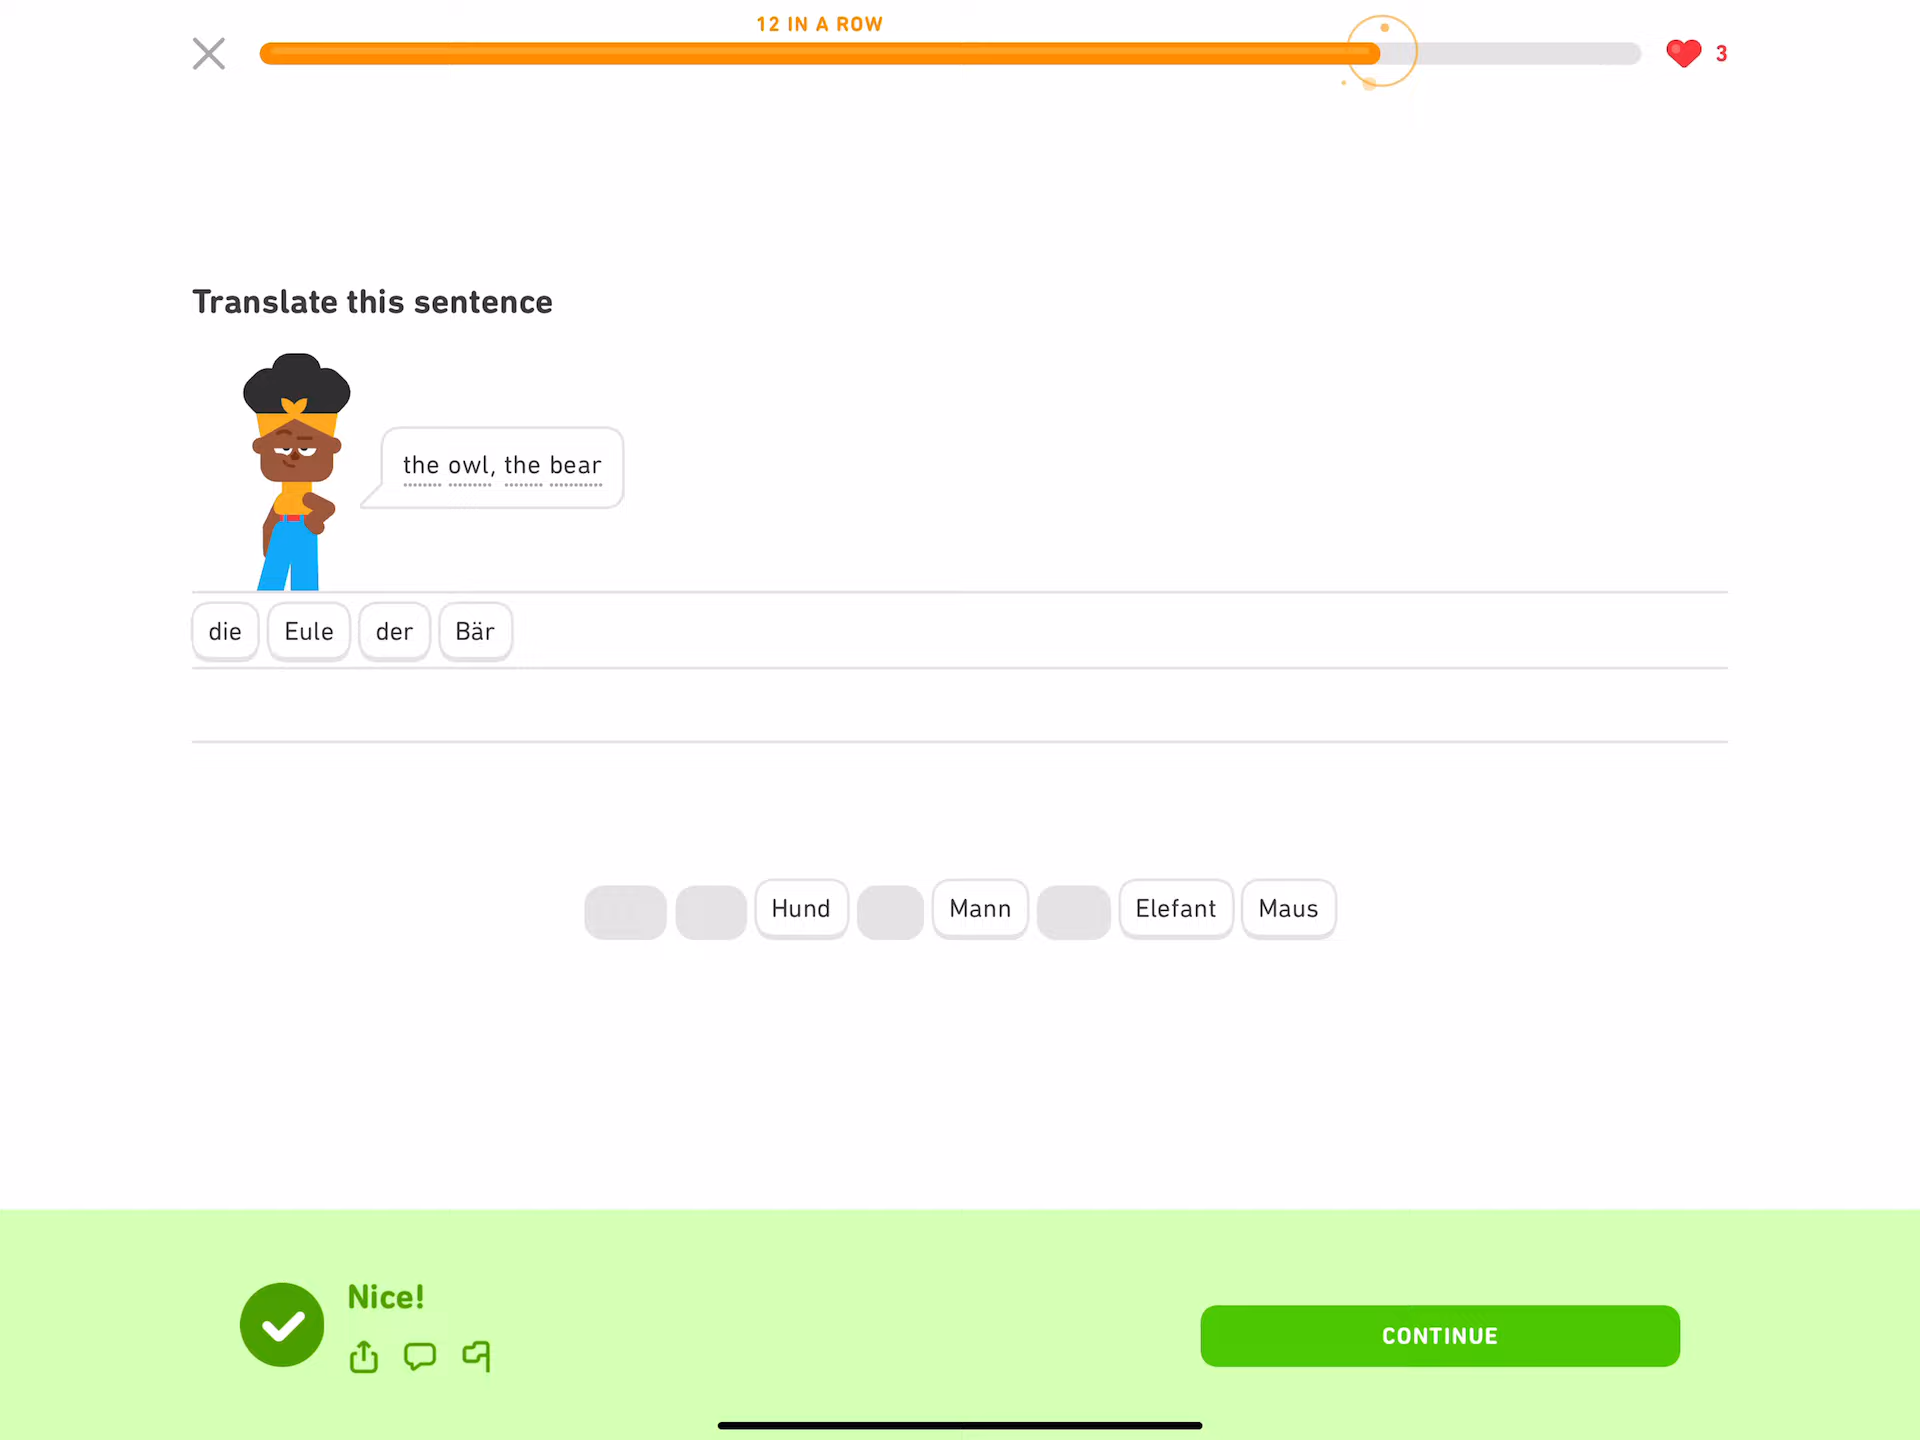 12 IN A ROW
3
Translate this sentence
the owl, the bear
die Eule der Bär
Hund Mann Elefant Maus
Nice!
CONTINUE